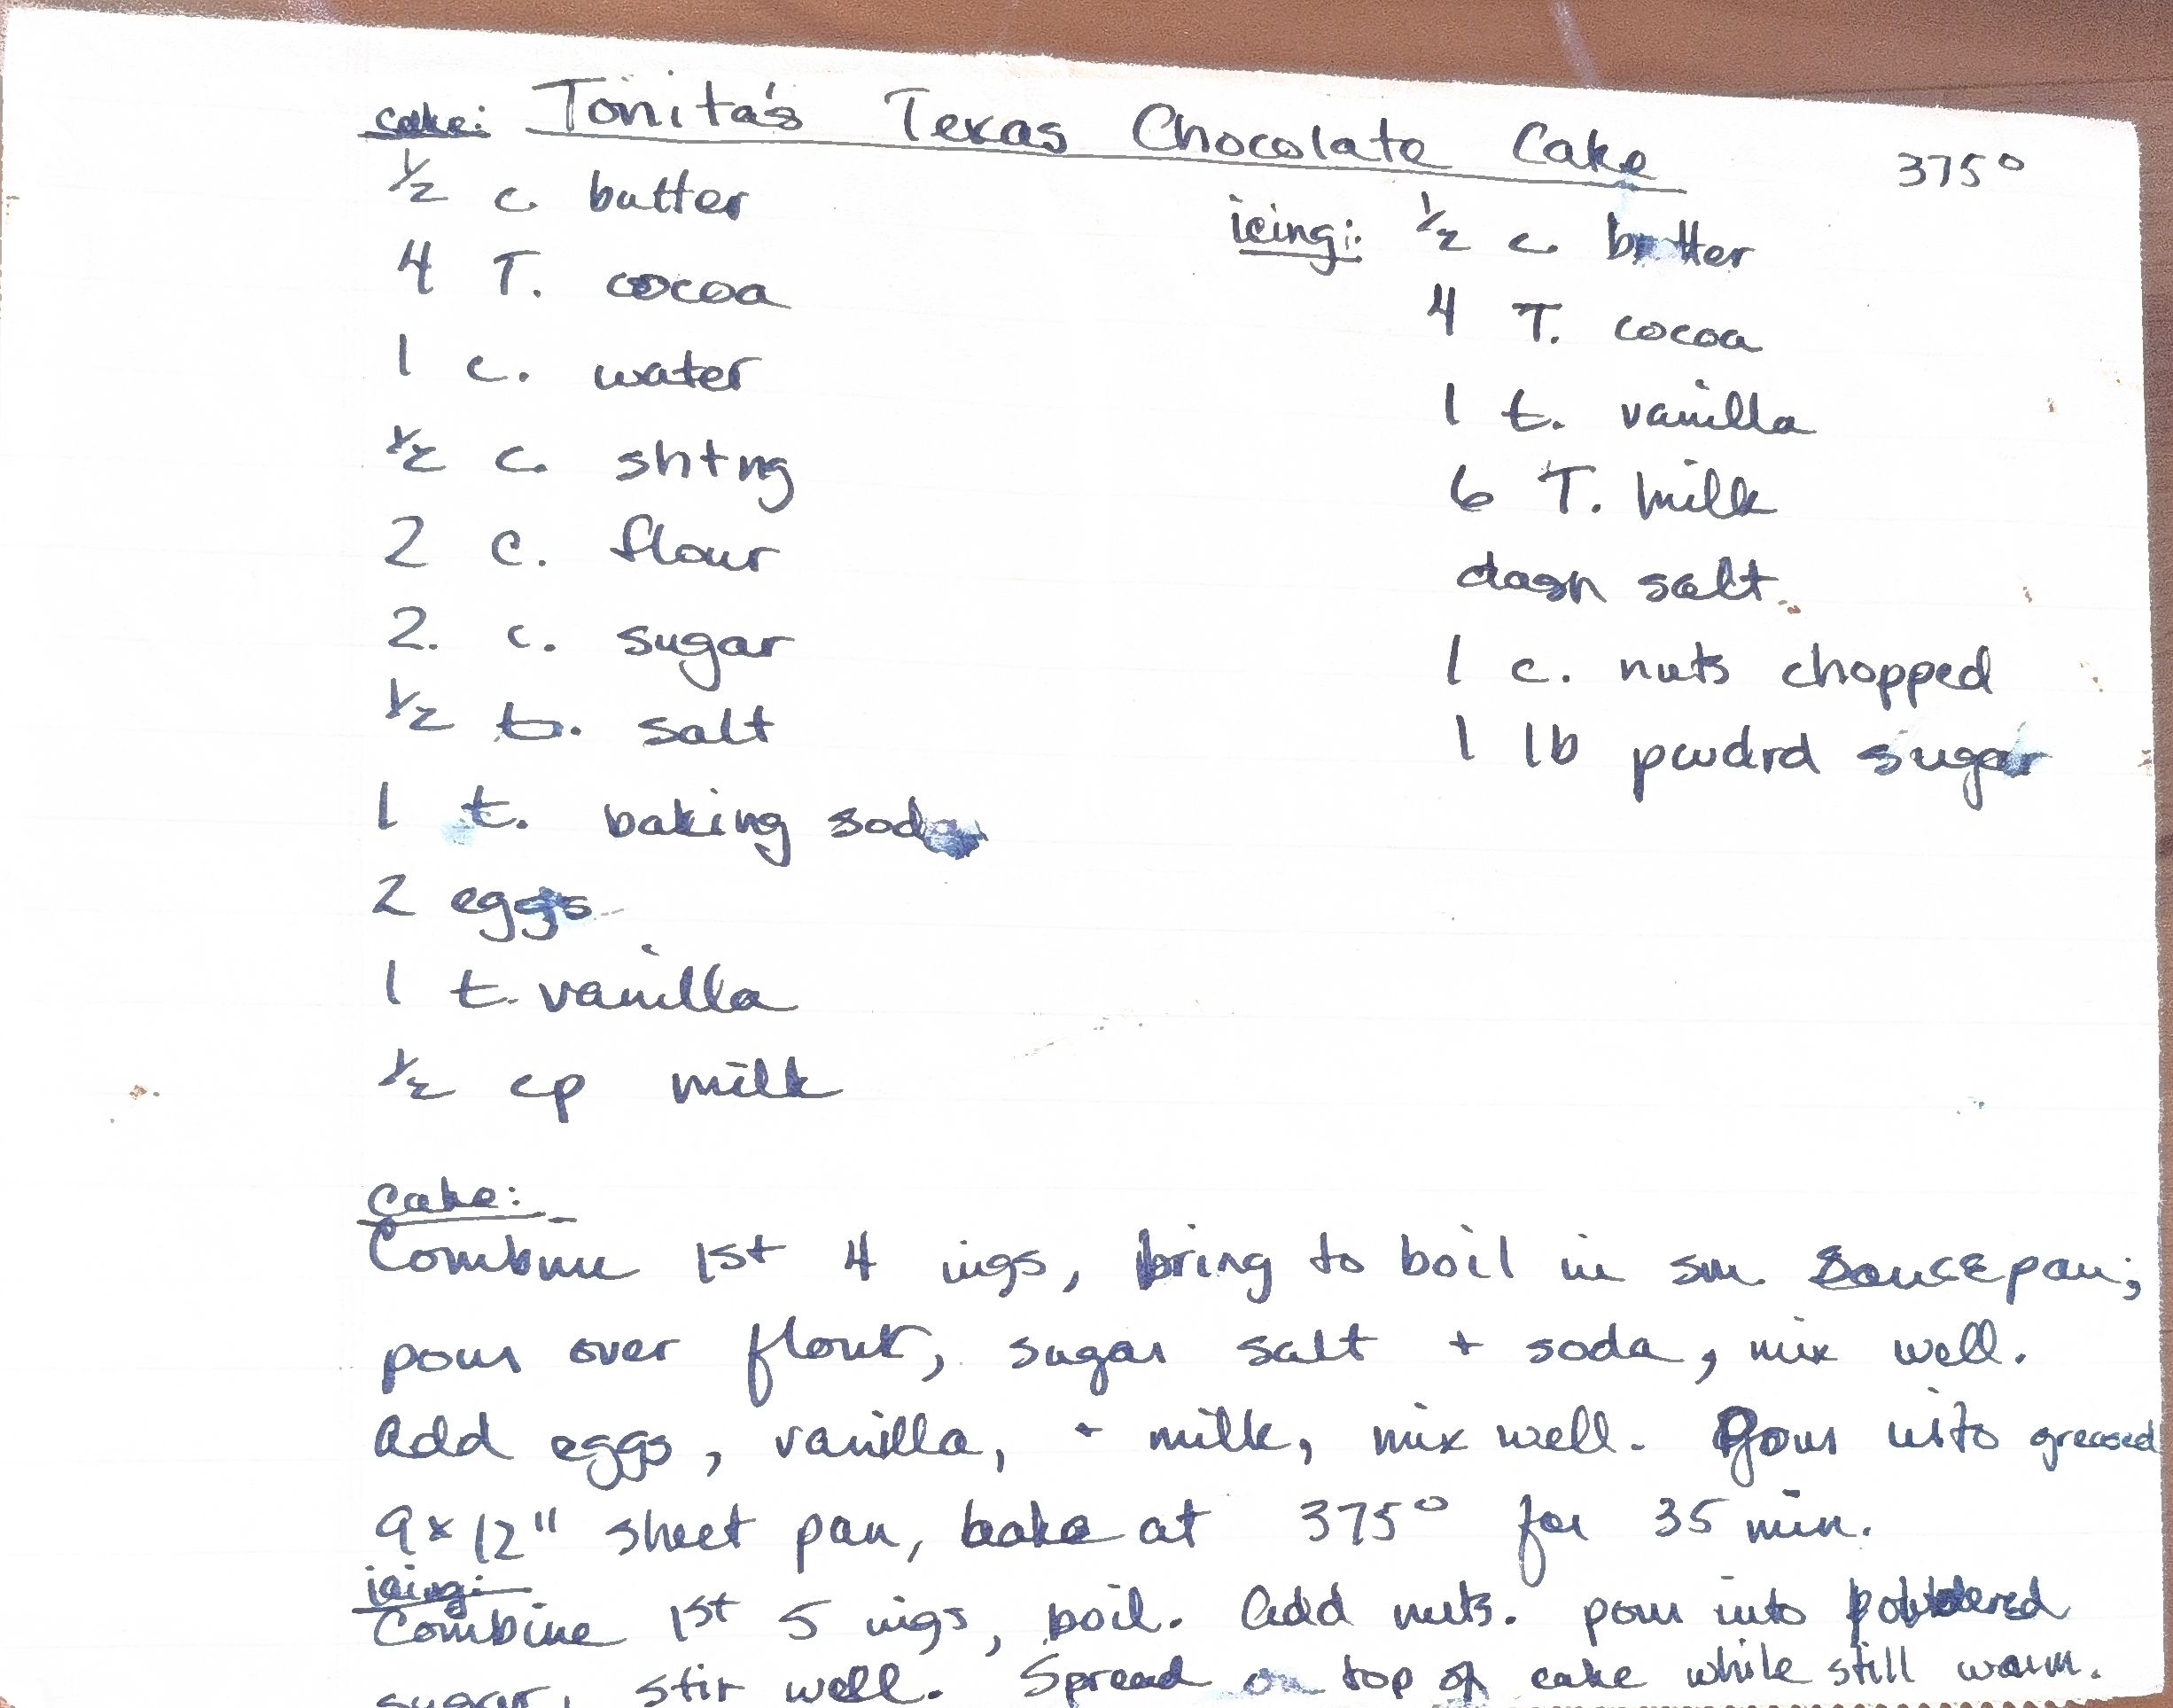 cake: Tonita's Texas Chocolate Cake 375°
½ c. butter
4 T. cocoa
1 c. water
½ c. shtng
2 c. flour
2. c. sugar
½ t. salt
1 t. baking soda
2 eggs
1 t. vanilla
½ cp milk
icing: ½ c. butter
4 T. cocoa
1 t. vanilla
6 T. milk
dash salt
1 c. nuts chopped
1 lb pwdrd sugar
Cake:
Combine 1st 4 ings, bring to boil in sm. saucepan;
pour over flour, sugar salt + soda, mix well.
Add eggs, vanilla, + milk, mix well. Pour into greased
9x12" sheet pan, bake at 375° for 35 min.
icing:
Combine 1st 5 ings, boil. Add nuts. pour into powdered
sugar, stir well. Spread on top of cake while still warm.